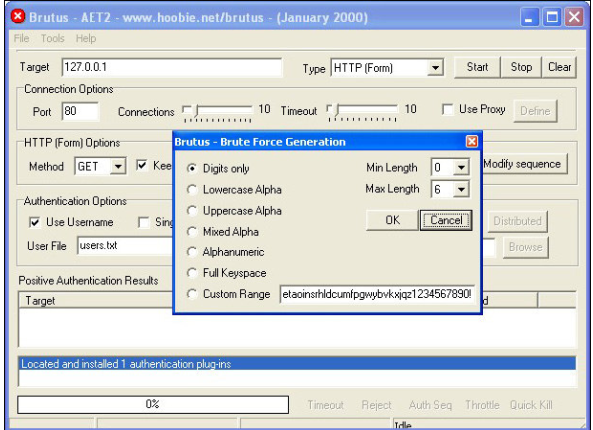 Brutus - AET2 - www.hoobie.net/brutus - (January 2000)
File Tools Help
Target 127.0.0.1 Type HTTP (Form) Start Stop Clear
Connection Options
Port 80 Connections 10 Timeout 10 Use Proxy Define
HTTP (Form) Options
Method GET Kee Modify sequence
Brutus - Brute Force Generation
Digits only Min Length 0
Lowercase Alpha Max Length 6
Uppercase Alpha
OK Cancel
Mixed Alpha
Alphanumeric
Full Keyspace
Custom Range etaoinsrhldcumfpgwybvkxjqz1234567890!
Authentication Options
Use Username Sing Distributed
User File users.txt Browse
Positive Authentication Results
Target d
Located and installed 1 authentication plug-ins
0% Timeout Reject Auth Seq Throttle Quick Kill
Idle